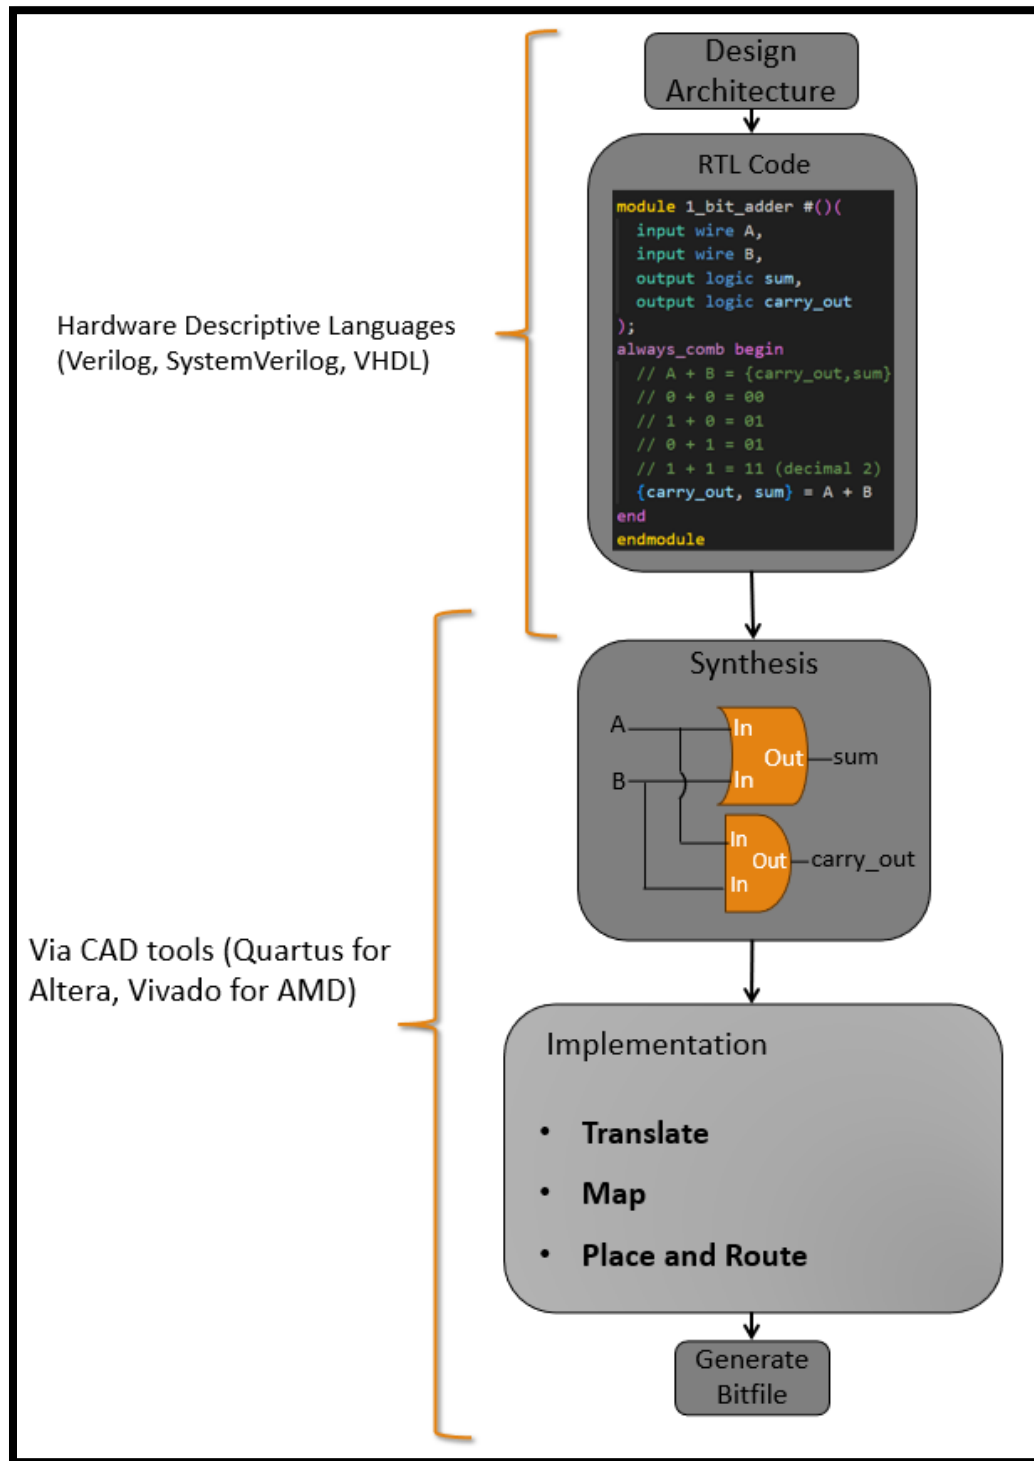 Design
Architecture
RTL Code
module 1_bit_adder #()(
input wire A,
input wire B,
output logic sum,
output logic carry_out
);
always_comb begin
// A + B = {carry_out,sum}
// 0 + 0 = 00
// 1 + 0 = 01
// 0 + 1 = 01
// 1 + 1 = 11 (decimal 2)
{carry_out, sum} = A + B
end
endmodule
Hardware Descriptive Languages
(Verilog, SystemVerilog, VHDL)
Synthesis
A
In
Out
sum
B
In
In
Out
carry_out
In
Via CAD tools (Quartus for
Altera, Vivado for AMD)
Implementation
• Translate
• Map
• Place and Route
Generate
Bitfile